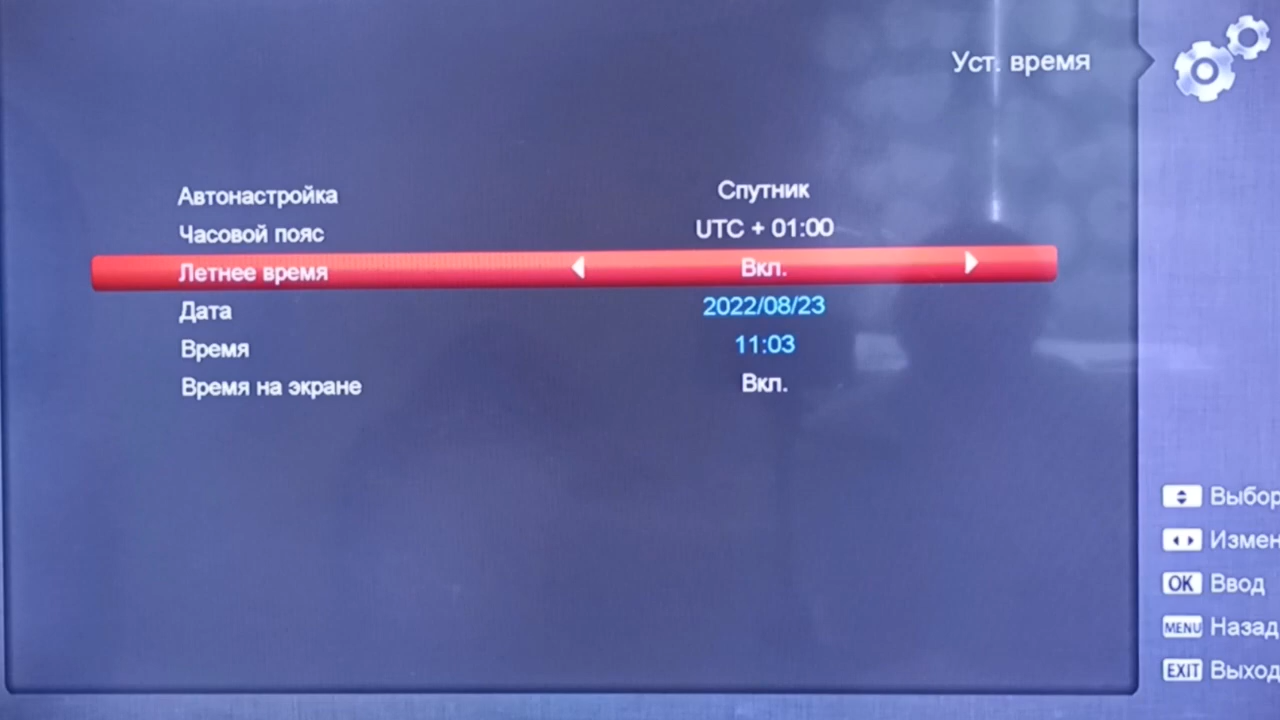 Уст. время
Автонастройка Спутник
Часовой пояс UTC + 01:00
Летнее время Вкл.
Дата 2022/08/23
Время 11:03
Время на экране Вкл.
Выбор
Измен
OK Ввод
MENU Назад
EXIT Выход